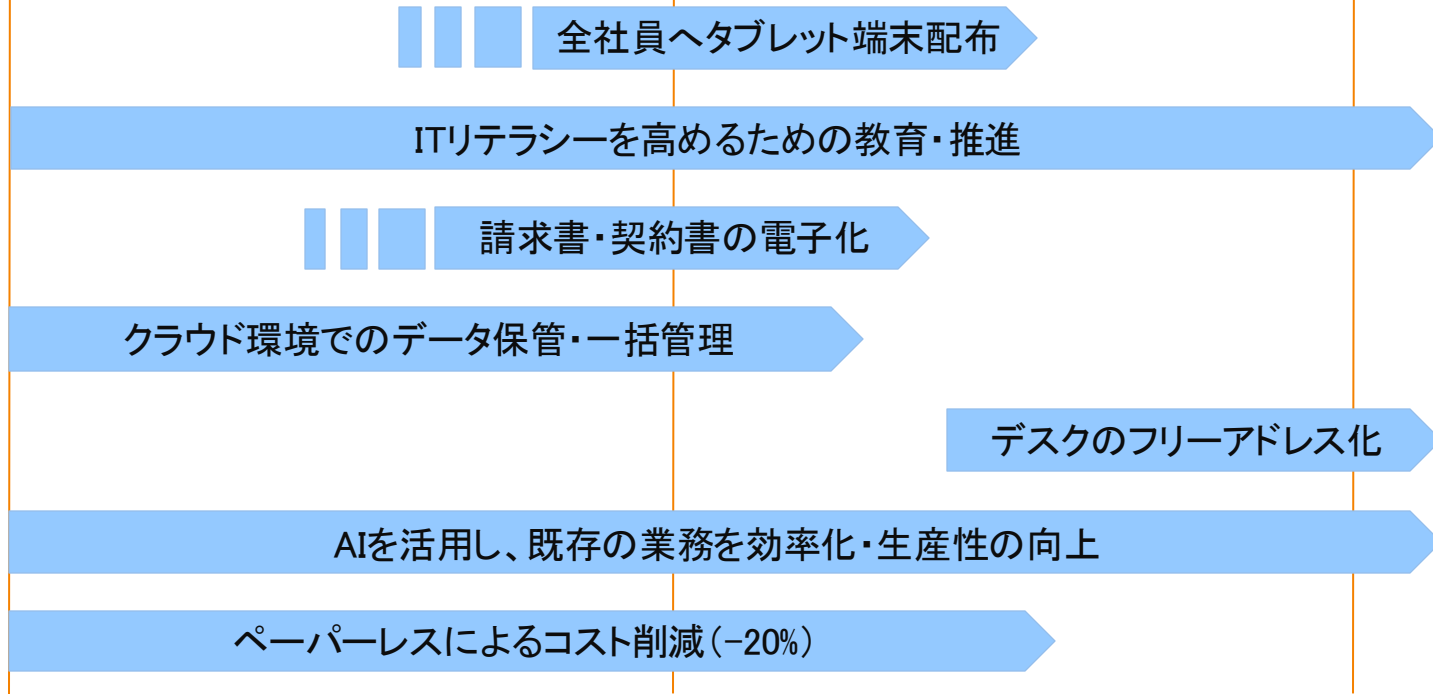 全社員へタブレット端末配布
ITリテラシーを高めるための教育・推進
請求書・契約書の電子化
クラウド環境でのデータ保管・一括管理
デスクのフリーアドレス化
AIを活用し、既存の業務を効率化・生産性の向上
ペーパーレスによるコスト削減(-20%)